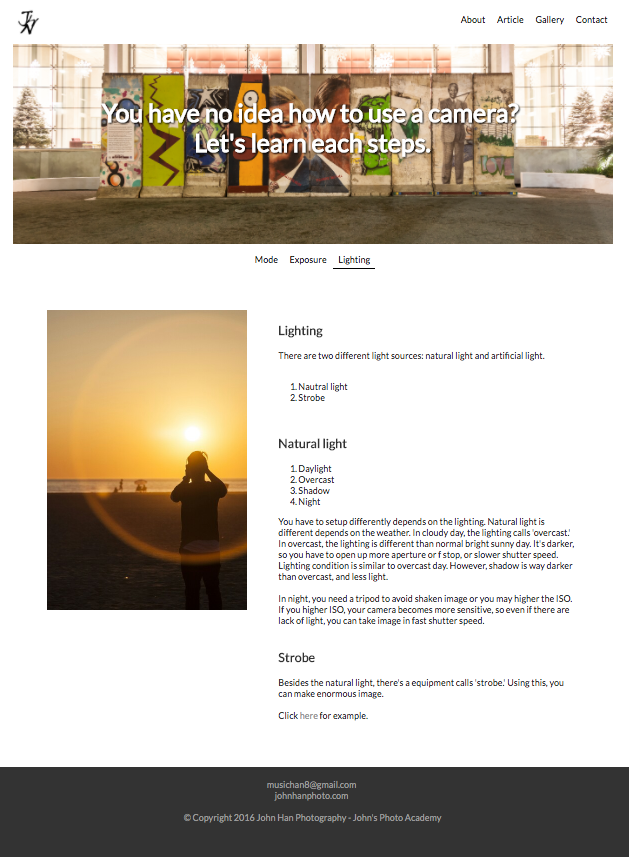 About Article Gallery Contact
You have no idea how to use a camera?
Let's learn each steps.
Mode Exposure Lighting
Lighting
There are two different light sources: natural light and artificial light.
1. Nautral light
2. Strobe
Natural light
1. Daylight
2. Overcast
3. Shadow
4. Night
You have to setup differently depends on the lighting. Natural light is
different depends on the weather. In cloudy day, the lighting calls 'overcast.'
In overcast, the lighting is different than normal bright sunny day. It's darker,
so you have to open up more aperture or f stop, or slower shutter speed.
Lighting condition is similar to overcast day. However, shadow is way darker
than overcast, and less light.
In night, you need a tripod to avoid shaken image or you may higher the ISO.
If you higher ISO, your camera becomes more sensitive, so even if there are
lack of light, you can take image in fast shutter speed.
Strobe
Besides the natural light, there's a equipment calls 'strobe.' Using this, you
can make enormous image.
Click here for example.
musichan8@gmail.com
johnhanphoto.com
© Copyright 2016 John Han Photography - John's Photo Academy